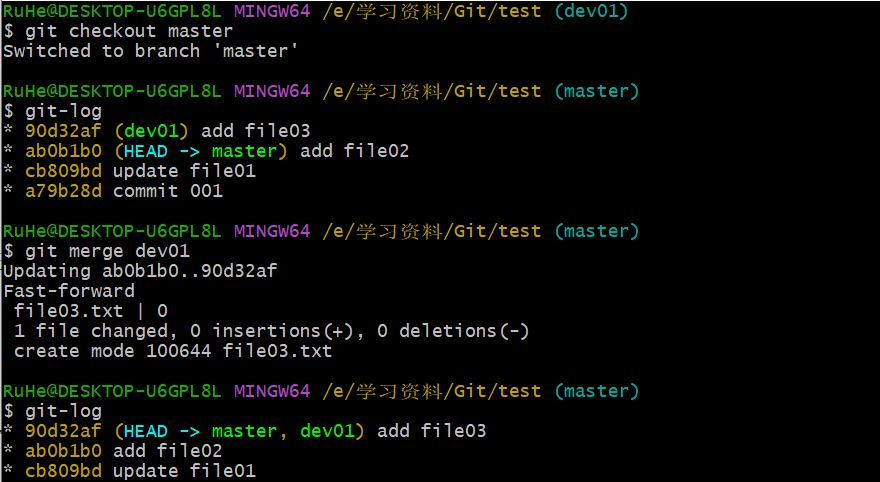 RuHe@DESKTOP-U6GPL8L MINGW64 /e/学习资料/Git/test (dev01)
$ git checkout master
Switched to branch 'master'
RuHe@DESKTOP-U6GPL8L MINGW64 /e/学习资料/Git/test (master)
$ git-log
* 90d32af (dev01) add file03
* ab0b1b0 (HEAD -> master) add file02
* cb809bd update file01
* a79b28d commit 001
RuHe@DESKTOP-U6GPL8L MINGW64 /e/学习资料/Git/test (master)
$ git merge dev01
Updating ab0b1b0..90d32af
Fast-forward
 file03.txt | 0
 1 file changed, 0 insertions(+), 0 deletions(-)
 create mode 100644 file03.txt
RuHe@DESKTOP-U6GPL8L MINGW64 /e/学习资料/Git/test (master)
$ git-log
* 90d32af (HEAD -> master, dev01) add file03
* ab0b1b0 add file02
* cb809bd update file01